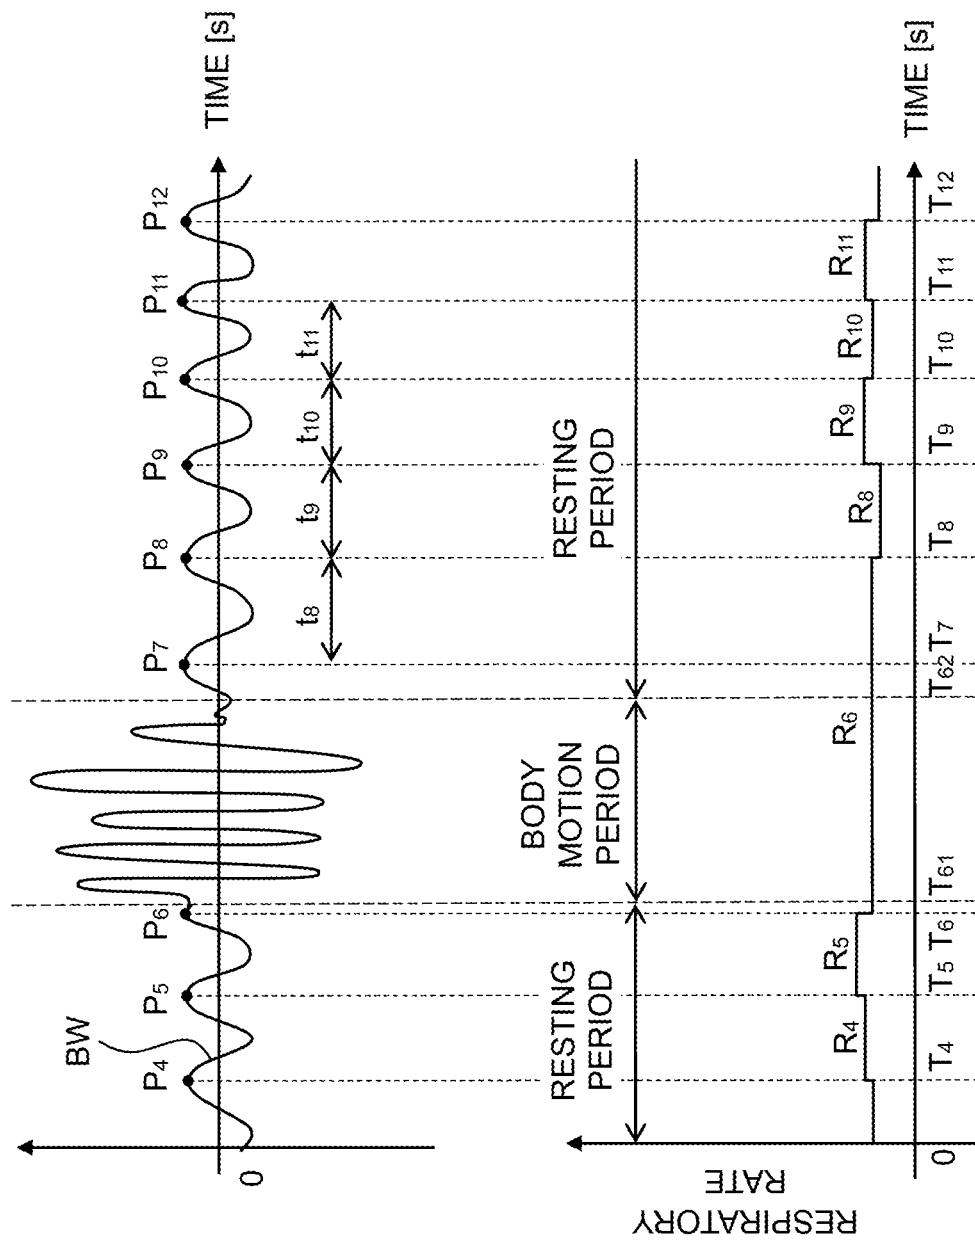 P₄ P₅ P₆ P₇ P₈ P₉ P₁₀ P₁₁ P₁₂
BW
0
TIME [s]
t₈ t₉ t₁₀ t₁₁
RESTING
PERIOD
BODY
MOTION
PERIOD
RESTING
PERIOD
RESPIRATORY
RATE
R₄ R₅ R₆ R₈ R₉ R₁₀ R₁₁
0
T₄ T₅ T₆ T₆₁ T₆₂ T₇ T₈ T₉ T₁₀ T₁₁ T₁₂
TIME [s]